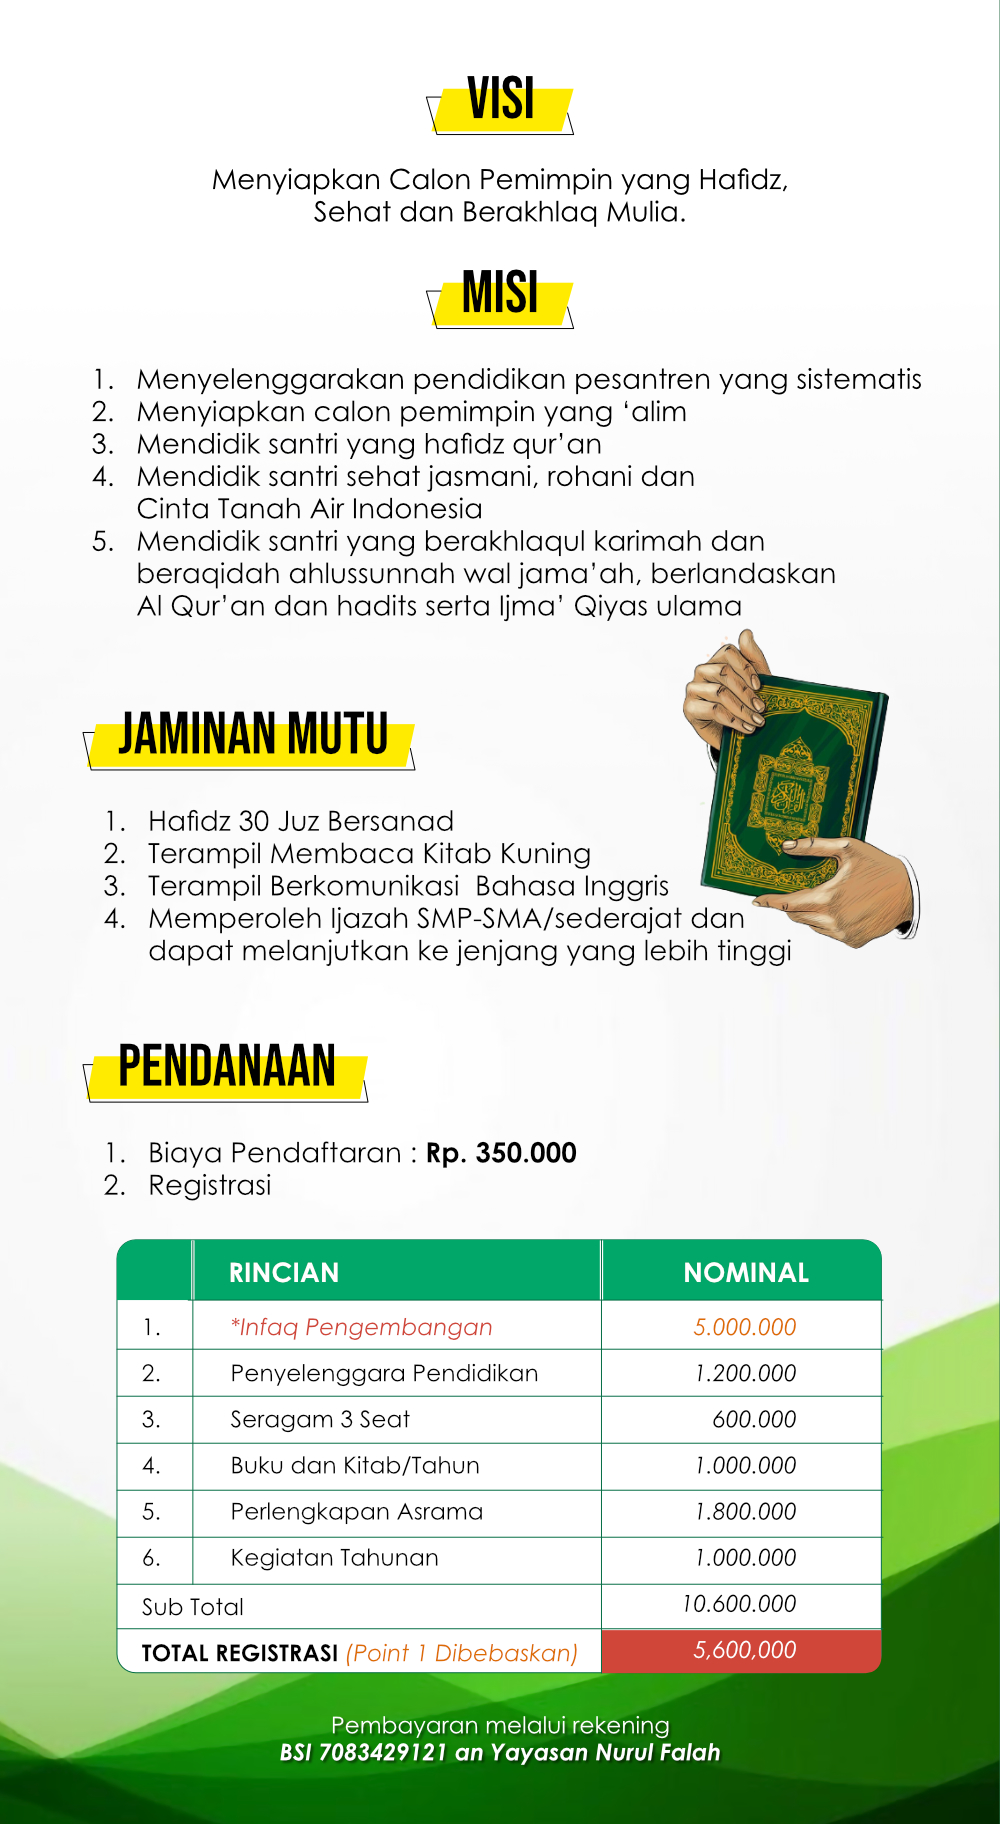 VISI
Menyiapkan Calon Pemimpin yang Hafidz,
Sehat dan Berakhlaq Mulia.
MISI
1. Menyelenggarakan pendidikan pesantren yang sistematis
2. Menyiapkan calon pemimpin yang ‘alim
3. Mendidik santri yang hafidz qur’an
4. Mendidik santri sehat jasmani, rohani dan
Cinta Tanah Air Indonesia
5. Mendidik santri yang berakhlaqul karimah dan
beraqidah ahlussunnah wal jama’ah, berlandaskan
Al Qur’an dan hadits serta Ijma’ Qiyas ulama
JAMINAN MUTU
1. Hafidz 30 Juz Bersanad
2. Terampil Membaca Kitab Kuning
3. Terampil Berkomunikasi  Bahasa Inggris
4. Memperoleh Ijazah SMP-SMA/sederajat dan
dapat melanjutkan ke jenjang yang lebih tinggi
PENDANAAN
1. Biaya Pendaftaran : Rp. 350.000
2. Registrasi
RINCIAN NOMINAL
1. *Infaq Pengembangan 5.000.000
2. Penyelenggara Pendidikan 1.200.000
3. Seragam 3 Seat 600.000
4. Buku dan Kitab/Tahun 1.000.000
5. Perlengkapan Asrama 1.800.000
6. Kegiatan Tahunan 1.000.000
Sub Total 10.600.000
TOTAL REGISTRASI (Point 1 Dibebaskan) 5,600,000
Pembayaran melalui rekening
BSI 7083429121 an Yayasan Nurul Falah